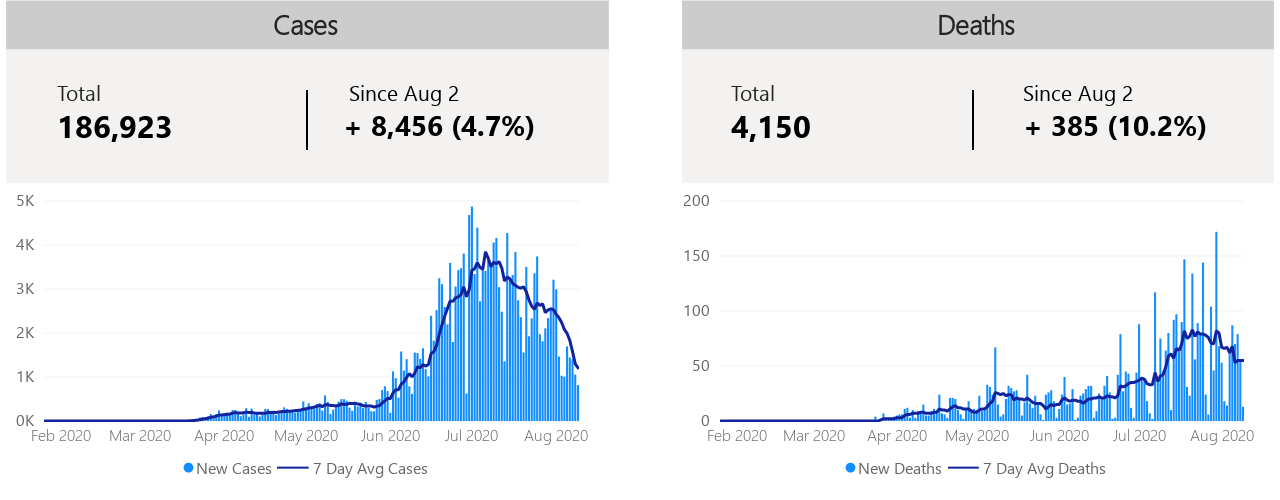 Cases
Total
186,923
Since Aug 2
+ 8,456 (4.7%)
5K
4K
3K
2K
1K
0K
Feb 2020 Mar 2020 Apr 2020 May 2020 Jun 2020 Jul 2020 Aug 2020
New Cases 7 Day Avg Cases
Deaths
Total
4,150
Since Aug 2
+ 385 (10.2%)
200
150
100
50
0
Feb 2020 Mar 2020 Apr 2020 May 2020 Jun 2020 Jul 2020 Aug 2020
New Deaths 7 Day Avg Deaths